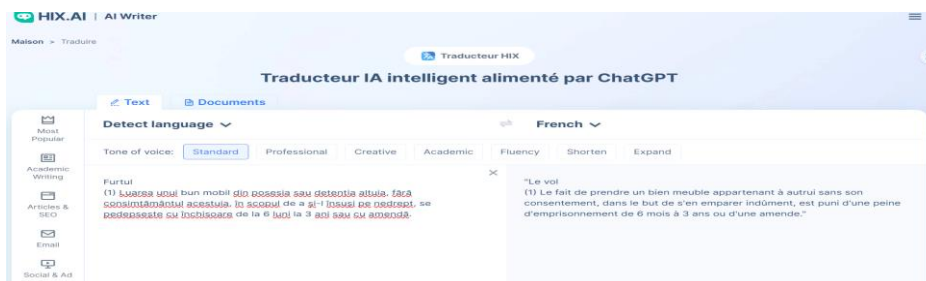 HIX.AI | AI Writer
Maison > Traduire
Traducteur HIX
Traducteur IA intelligent alimenté par ChatGPT
Text Documents
Most
Popular
Academic
Writing
Articles &
SEO
Email
Social & Ad
Detect language French
Tone of voice: Standard Professional Creative Academic Fluency Shorten Expand
Furtul
(1) Luarea unui bun mobil din posesia sau detenția altuia, fără
consimțământul acestuia, în scopul de a și-l însuși pe nedrept, se
pedepsește cu închisoare de la 6 luni la 3 ani sau cu amendă.
"Le vol
(1) Le fait de prendre un bien meuble appartenant à autrui sans son
consentement, dans le but de s'en emparer indûment, est puni d'une peine
d'emprisonnement de 6 mois à 3 ans ou d'une amende."